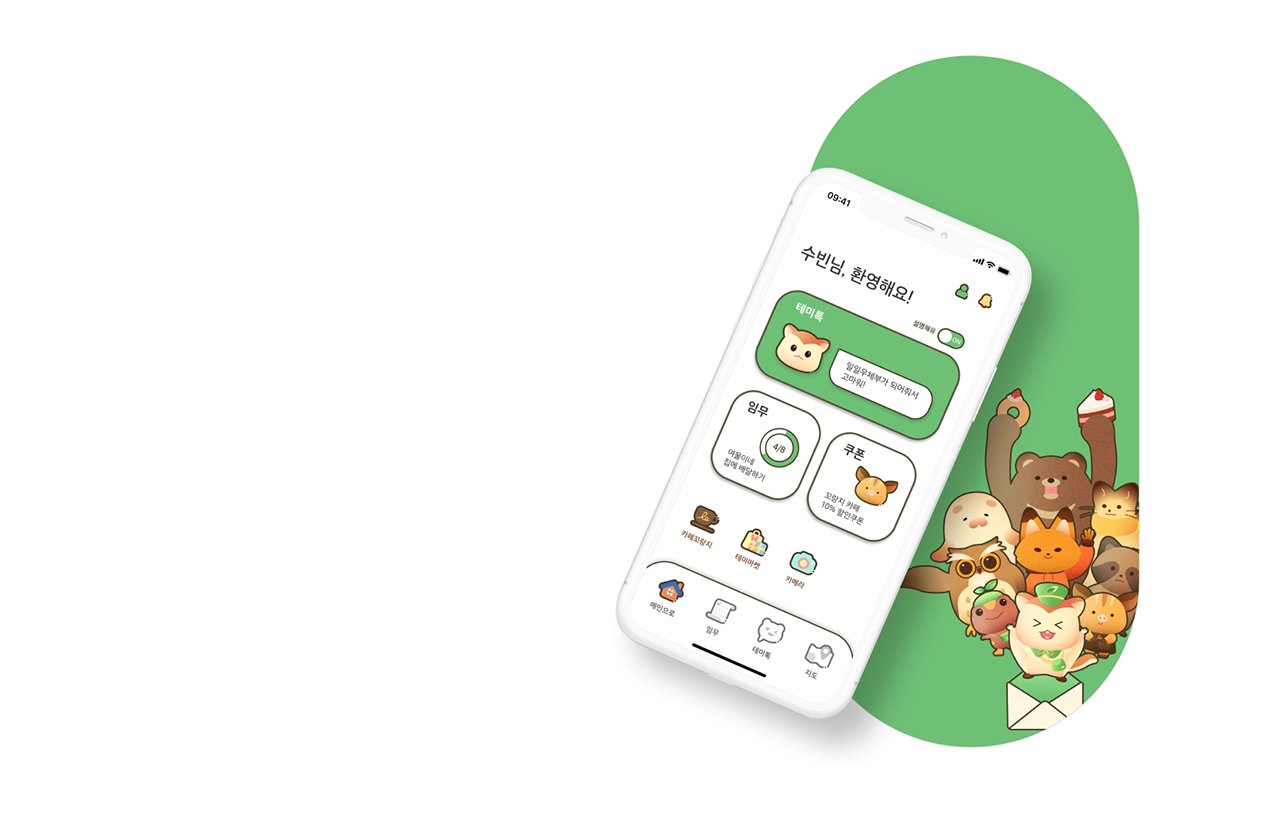 09:41
수빈님, 환영해요!
설명해유
ON
테미톡
일일우체부가 되어줘서
고마워!
임무
4/8
여울이네
집에 배달하기
쿠폰
꼬랑지 카페
10% 할인쿠폰
카페꼬랑지
테미마켓
카메라
메인으로
임무
테미톡
지도